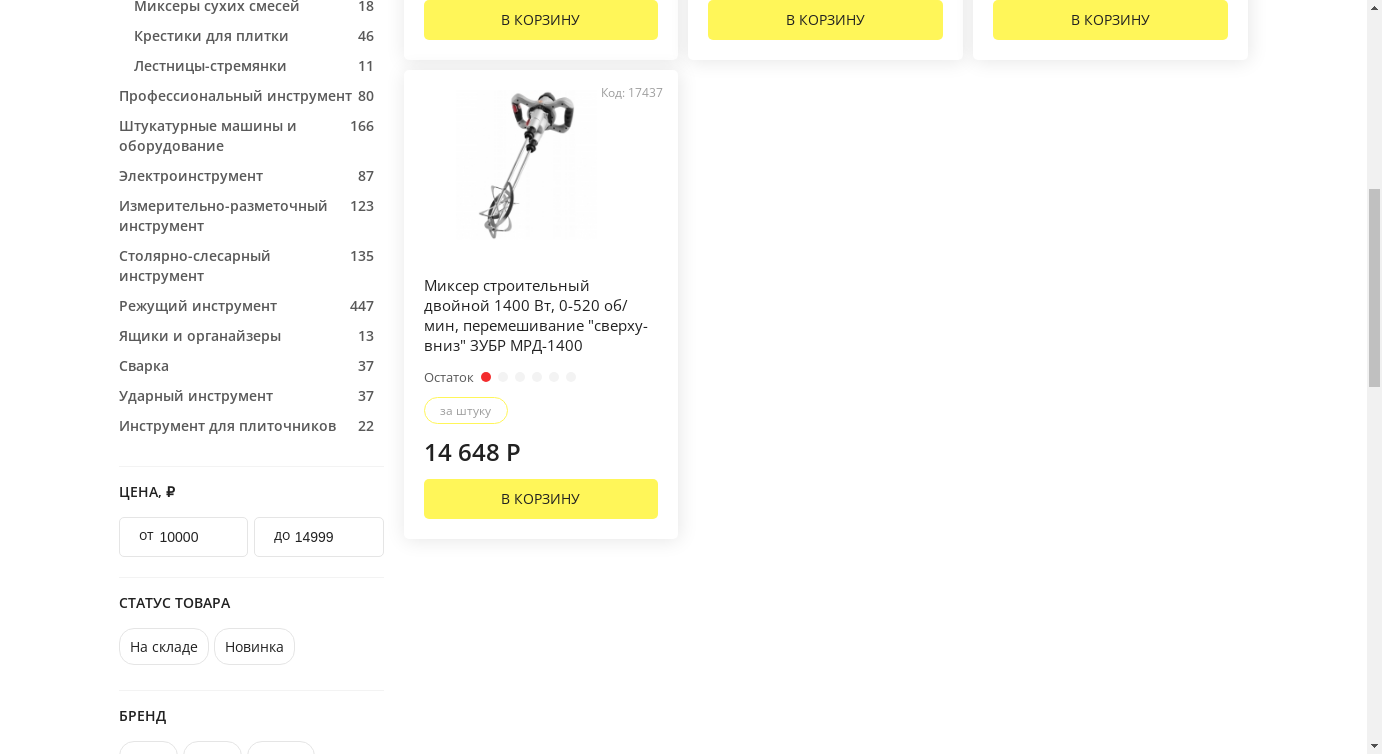 Миксеры сухих смесей 18
Крестики для плитки 46
Лестницы-стремянки 11
Профессиональный инструмент 80
Штукатурные машины и 166
оборудование
Электроинструмент 87
Измерительно-разметочный 123
инструмент
Столярно-слесарный 135
инструмент
Режущий инструмент 447
Ящики и органайзеры 13
Сварка 37
Ударный инструмент 37
Инструмент для плиточников 22
ЦЕНА, ₽
от 10000 до 14999
СТАТУС ТОВАРА
На складе Новинка
БРЕНД
В КОРЗИНУ В КОРЗИНУ В КОРЗИНУ
Код: 17437
Миксер строительный
двойной 1400 Вт, 0-520 об/
мин, перемешивание "сверху-
вниз" ЗУБР МРД-1400
Остаток
за штуку
14 648 Р
В КОРЗИНУ